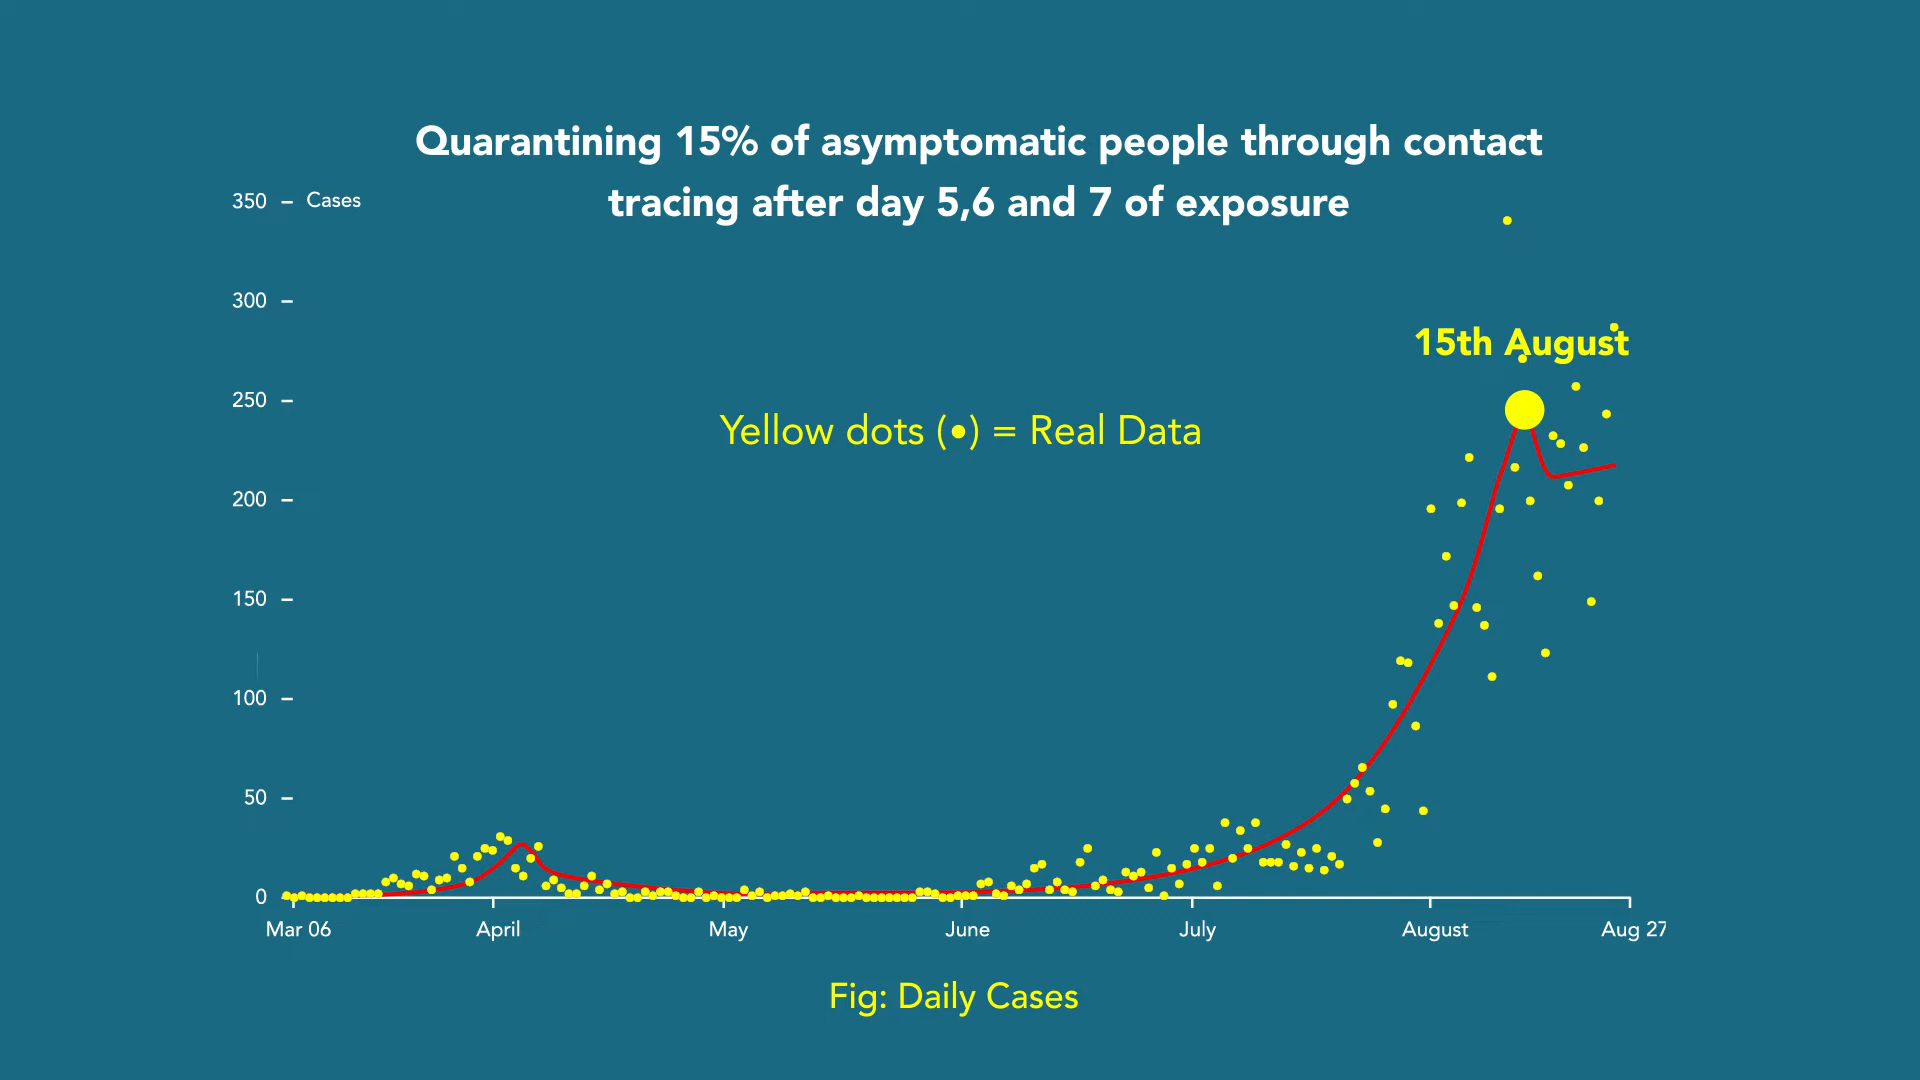 Quarantining 15% of asymptomatic people through contact
tracing after day 5,6 and 7 of exposure
350
Cases
300
15th August
250
Yellow dots (•) = Real Data
200
150
100
50
0
Mar 06
April
May
June
July
August
Aug 27
Fig: Daily Cases